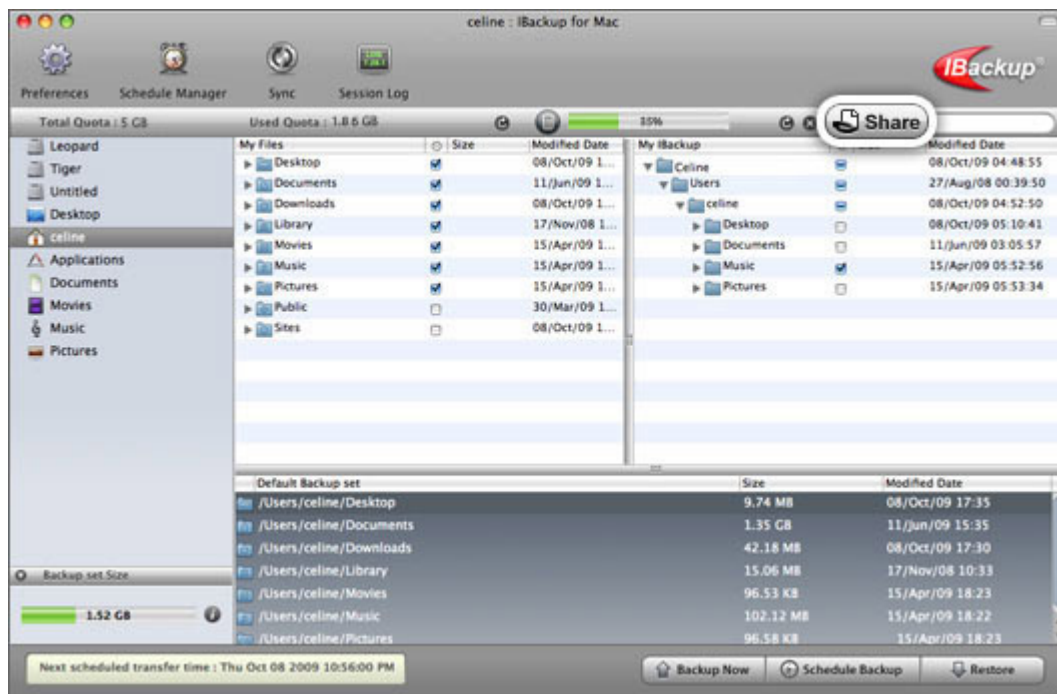 celine : IBackup for Mac
Preferences Schedule Manager Sync Session Log
IBackup
Total Quota : 5 GB Used Quota : 1.86 GB 35% Share
Leopard
Tiger
Untitled
Desktop
celine
Applications
Documents
Movies
Music
Pictures
My Files Size Modified Date
Desktop 08/Oct/09 1...
Documents 11/Jun/09 1...
Downloads 08/Oct/09 1...
Library 17/Nov/08 1...
Movies 15/Apr/09 1...
Music 15/Apr/09 1...
Pictures 15/Apr/09 1...
Public 30/Mar/09 1...
Sites 08/Oct/09 1...
My IBackup Modified Date
Celine 08/Oct/09 04:48:55
Users 27/Aug/08 00:39:50
celine 08/Oct/09 04:52:50
Desktop 08/Oct/09 05:10:41
Documents 11/Jun/09 03:05:57
Music 15/Apr/09 05:52:56
Pictures 15/Apr/09 05:53:34
Default Backup set Size Modified Date
/Users/celine/Desktop 9.74 MB 08/Oct/09 17:35
/Users/celine/Documents 1.35 GB 11/Jun/09 15:35
/Users/celine/Downloads 42.18 MB 08/Oct/09 17:30
/Users/celine/Library 15.06 MB 17/Nov/08 10:33
/Users/celine/Movies 96.53 KB 15/Apr/09 18:23
/Users/celine/Music 102.12 MB 15/Apr/09 18:22
/Users/celine/Pictures 96.58 KB 15/Apr/09 18:23
Backup set Size
1.52 GB
Next scheduled transfer time : Thu Oct 08 2009 10:56:00 PM
Backup Now Schedule Backup Restore